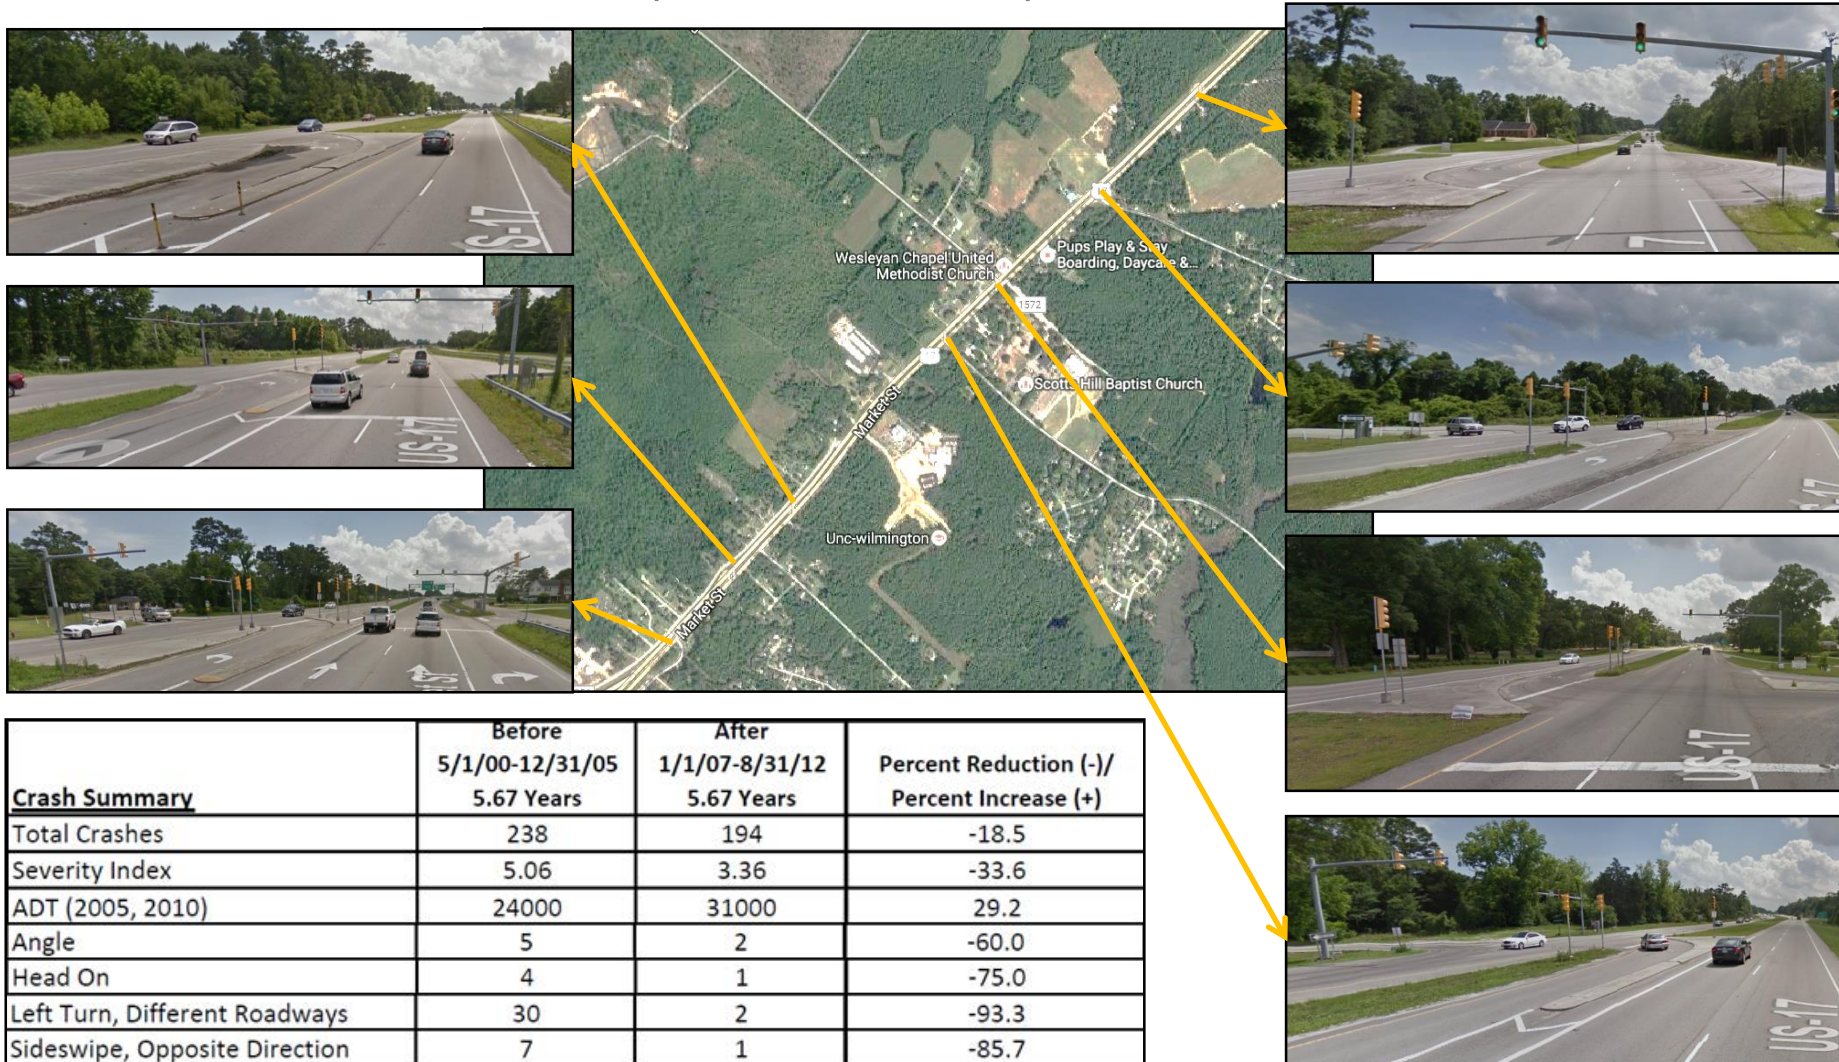 US-17
7
Wesleyan Chapel United
Methodist Church
Pups Play & Stay
Boarding, Daycare &...
1572
Scotts Hill Baptist Church
Market St
US-17
Unc-wilmington
Market St
US-17
US-17
Crash Summary
Before
5/1/00-12/31/05
5.67 Years
After
1/1/07-8/31/12
5.67 Years
Percent Reduction (-)/
Percent Increase (+)
Total Crashes 238 194 -18.5
Severity Index 5.06 3.36 -33.6
ADT (2005, 2010) 24000 31000 29.2
Angle 5 2 -60.0
Head On 4 1 -75.0
Left Turn, Different Roadways 30 2 -93.3
Sideswipe, Opposite Direction 7 1 -85.7